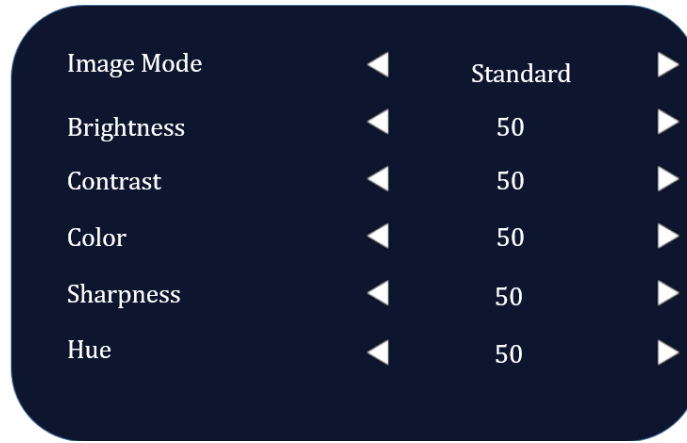 Image Mode Standard
Brightness 50
Contrast 50
Color 50
Sharpness 50
Hue 50